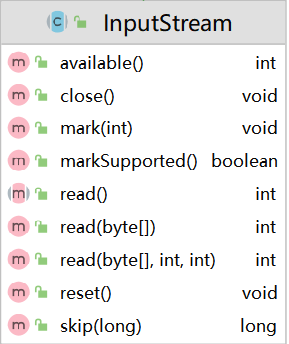 C InputStream
m available() int
m close() void
m mark(int) void
m markSupported() boolean
m read() int
m read(byte[]) int
m read(byte[], int, int) int
m reset() void
m skip(long) long